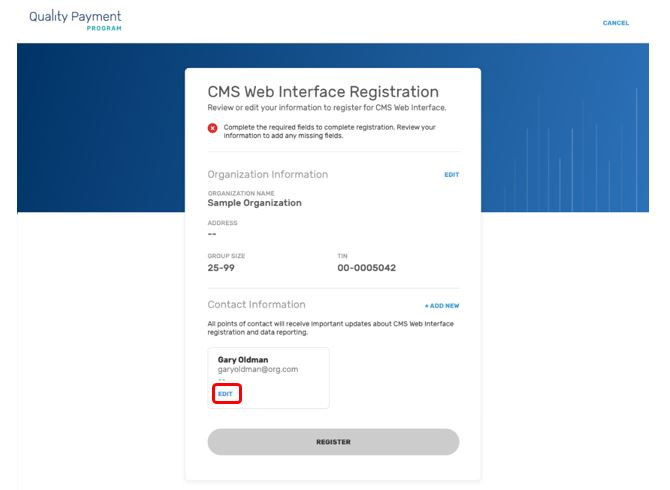 Quality Payment
PROGRAM
CANCEL
CMS Web Interface Registration
Review or edit your information to register for CMS Web Interface.
Complete the required fields to complete registration. Review your
information to add any missing fields.
Organization Information
EDIT
ORGANIZATION NAME
Sample Organization
ADDRESS
--
GROUP SIZE
TIN
25-99
00-0005042
Contact Information
+ ADD NEW
All points of contact will receive important updates about CMS Web Interface
registration and data reporting.
Gary Oldman
garyoldman@org.com
--
EDIT
REGISTER